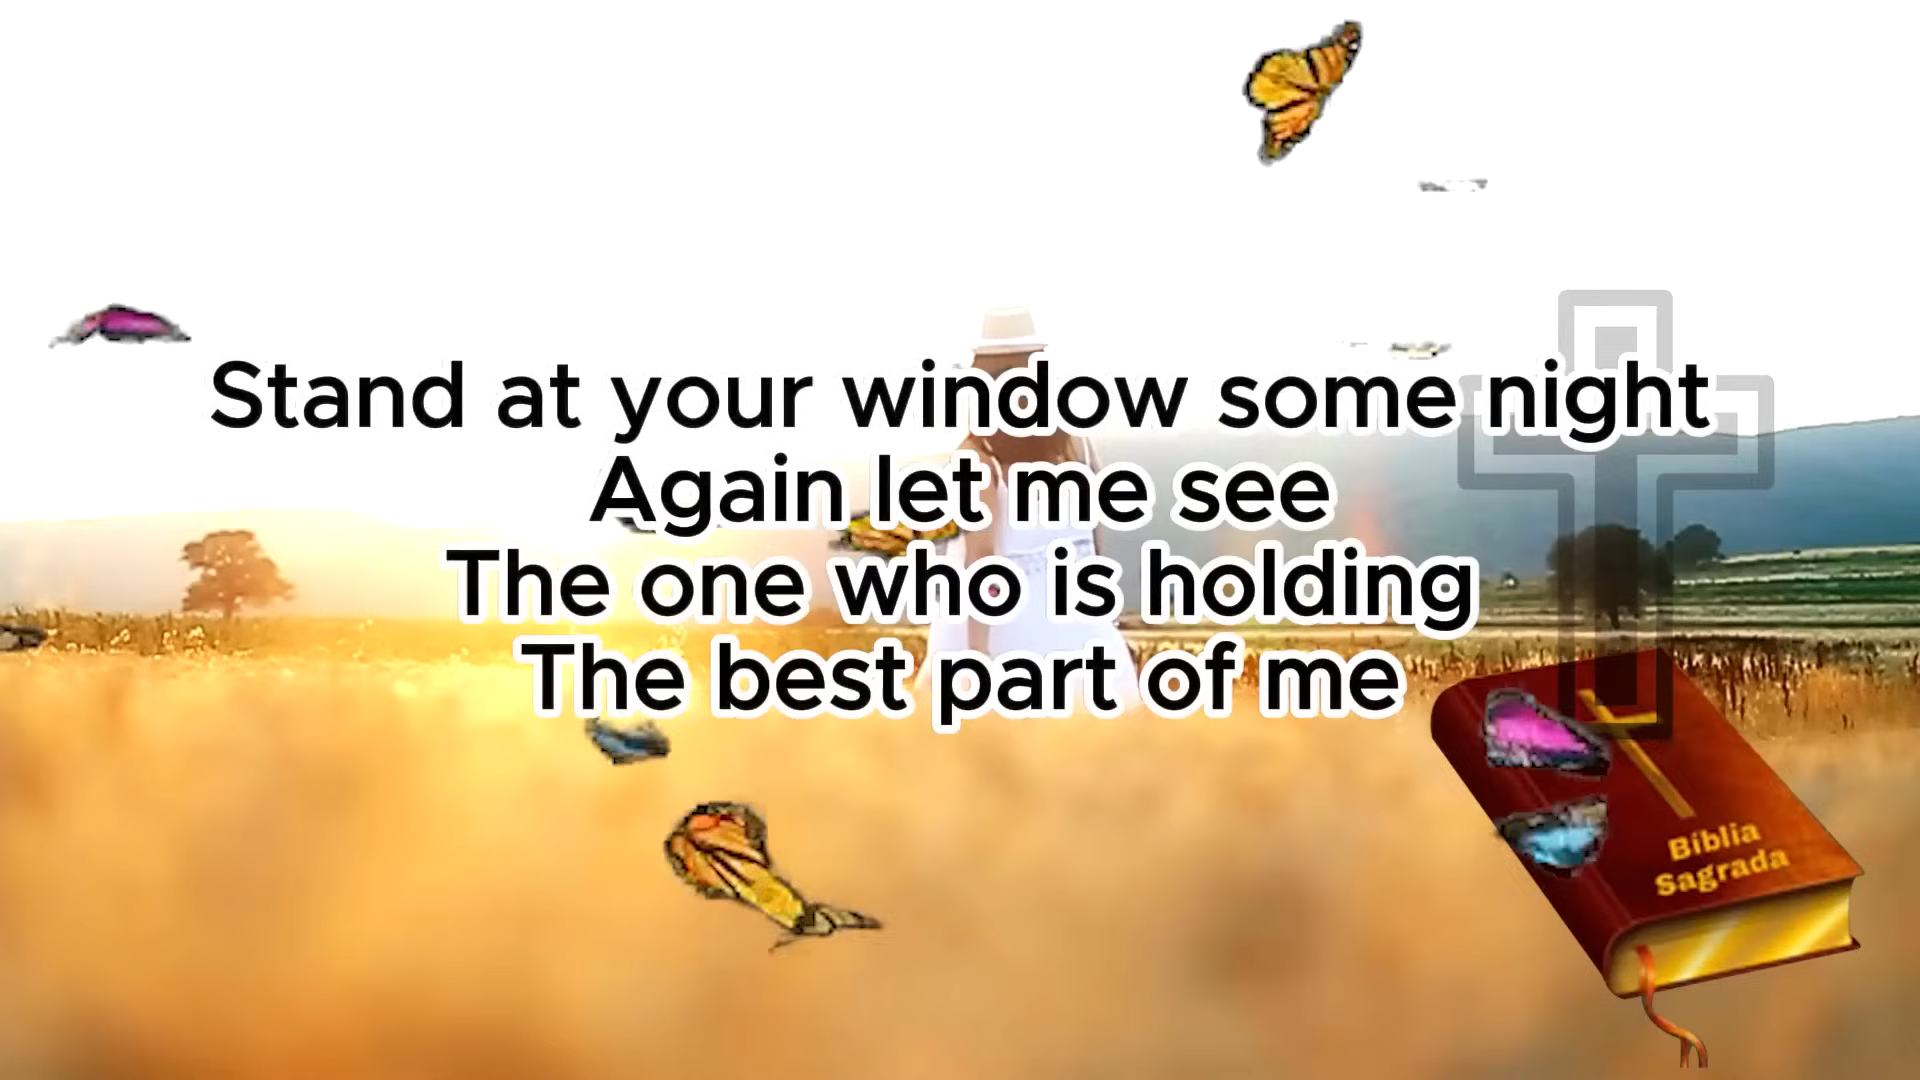 Stand at your window some night
Again let me see
The one who is holding
The best part of me
Bíblia
Sagrada